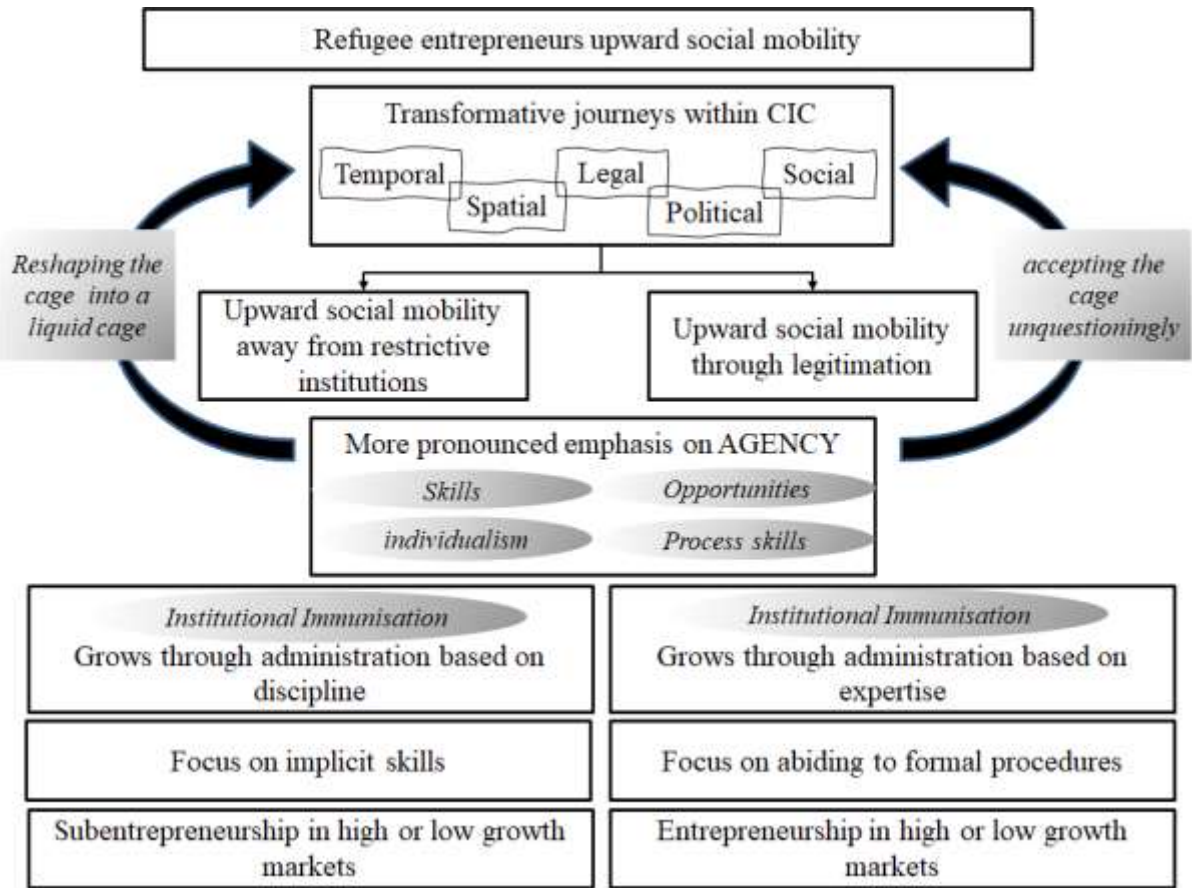 Refugee entrepreneurs upward social mobility
Transformative journeys within CIC
Temporal
Legal
Social
Spatial
Political
Reshaping the
cage into a
liquid cage
accepting the
cage
unquestioningly
Upward social mobility
away from restrictive
institutions
Upward social mobility
through legitimation
More pronounced emphasis on AGENCY
Skills
Opportunities
individualism
Process skills
Institutional Immunisation
Grows through administration based on
discipline
Institutional Immunisation
Grows through administration based on
expertise
Focus on implicit skills
Focus on abiding to formal procedures
Subentrepreneurship in high or low growth
markets
Entrepreneurship in high or low growth
markets